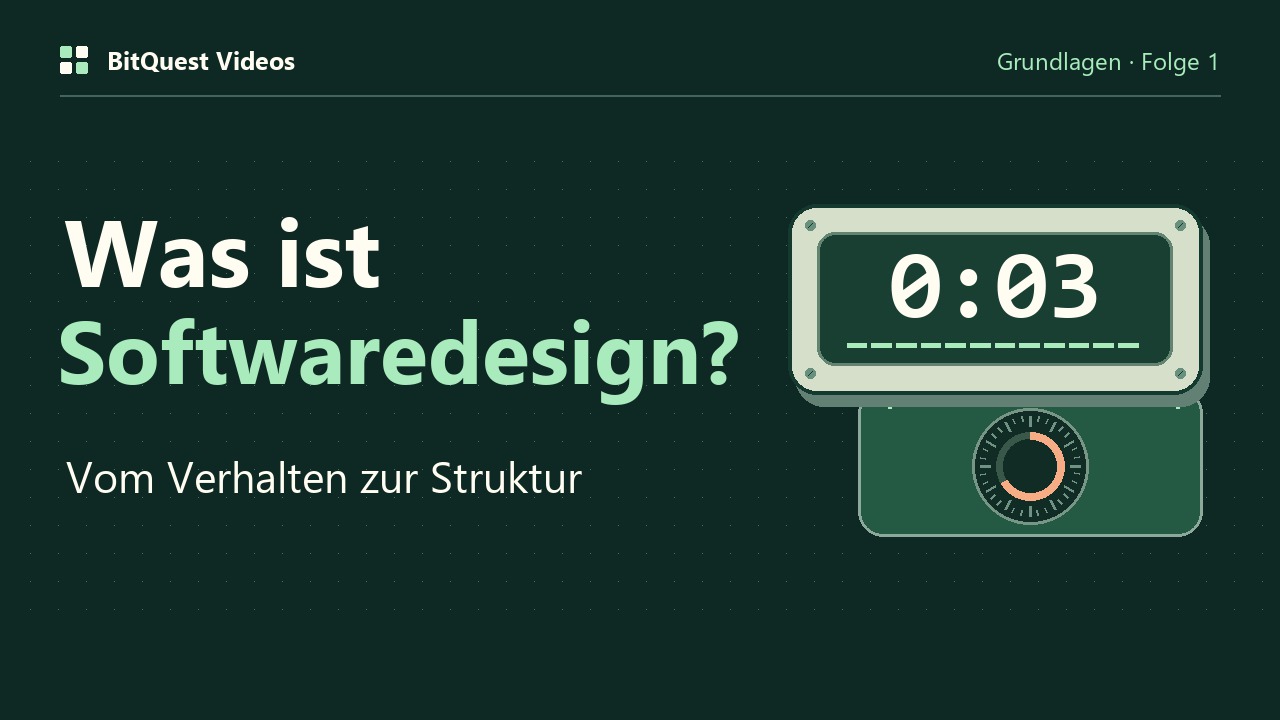 BitQuest Videos
Grundlagen · Folge 1
Was ist
Softwaredesign?
Vom Verhalten zur Struktur
0:03